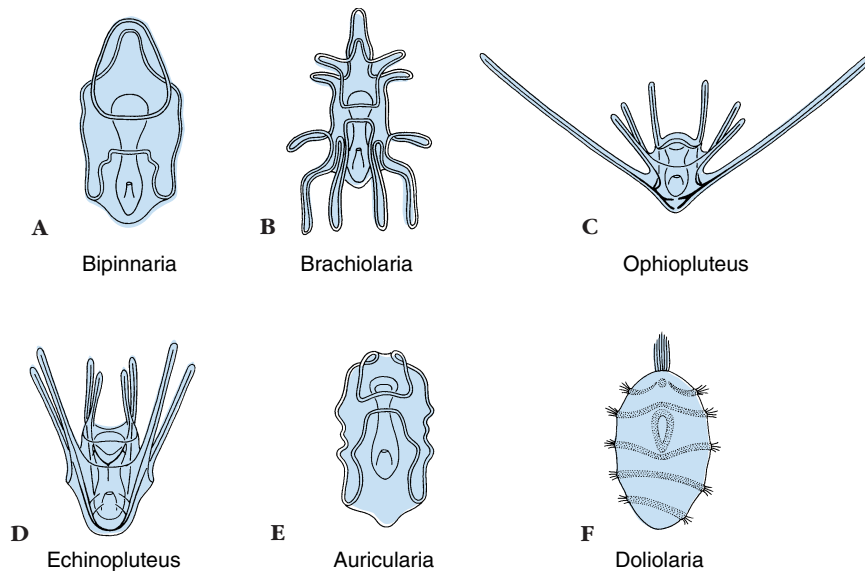 A
Bipinnaria
B
Brachiolaria
C
Ophiopluteus
D
Echinopluteus
E
Auricularia
F
Doliolaria